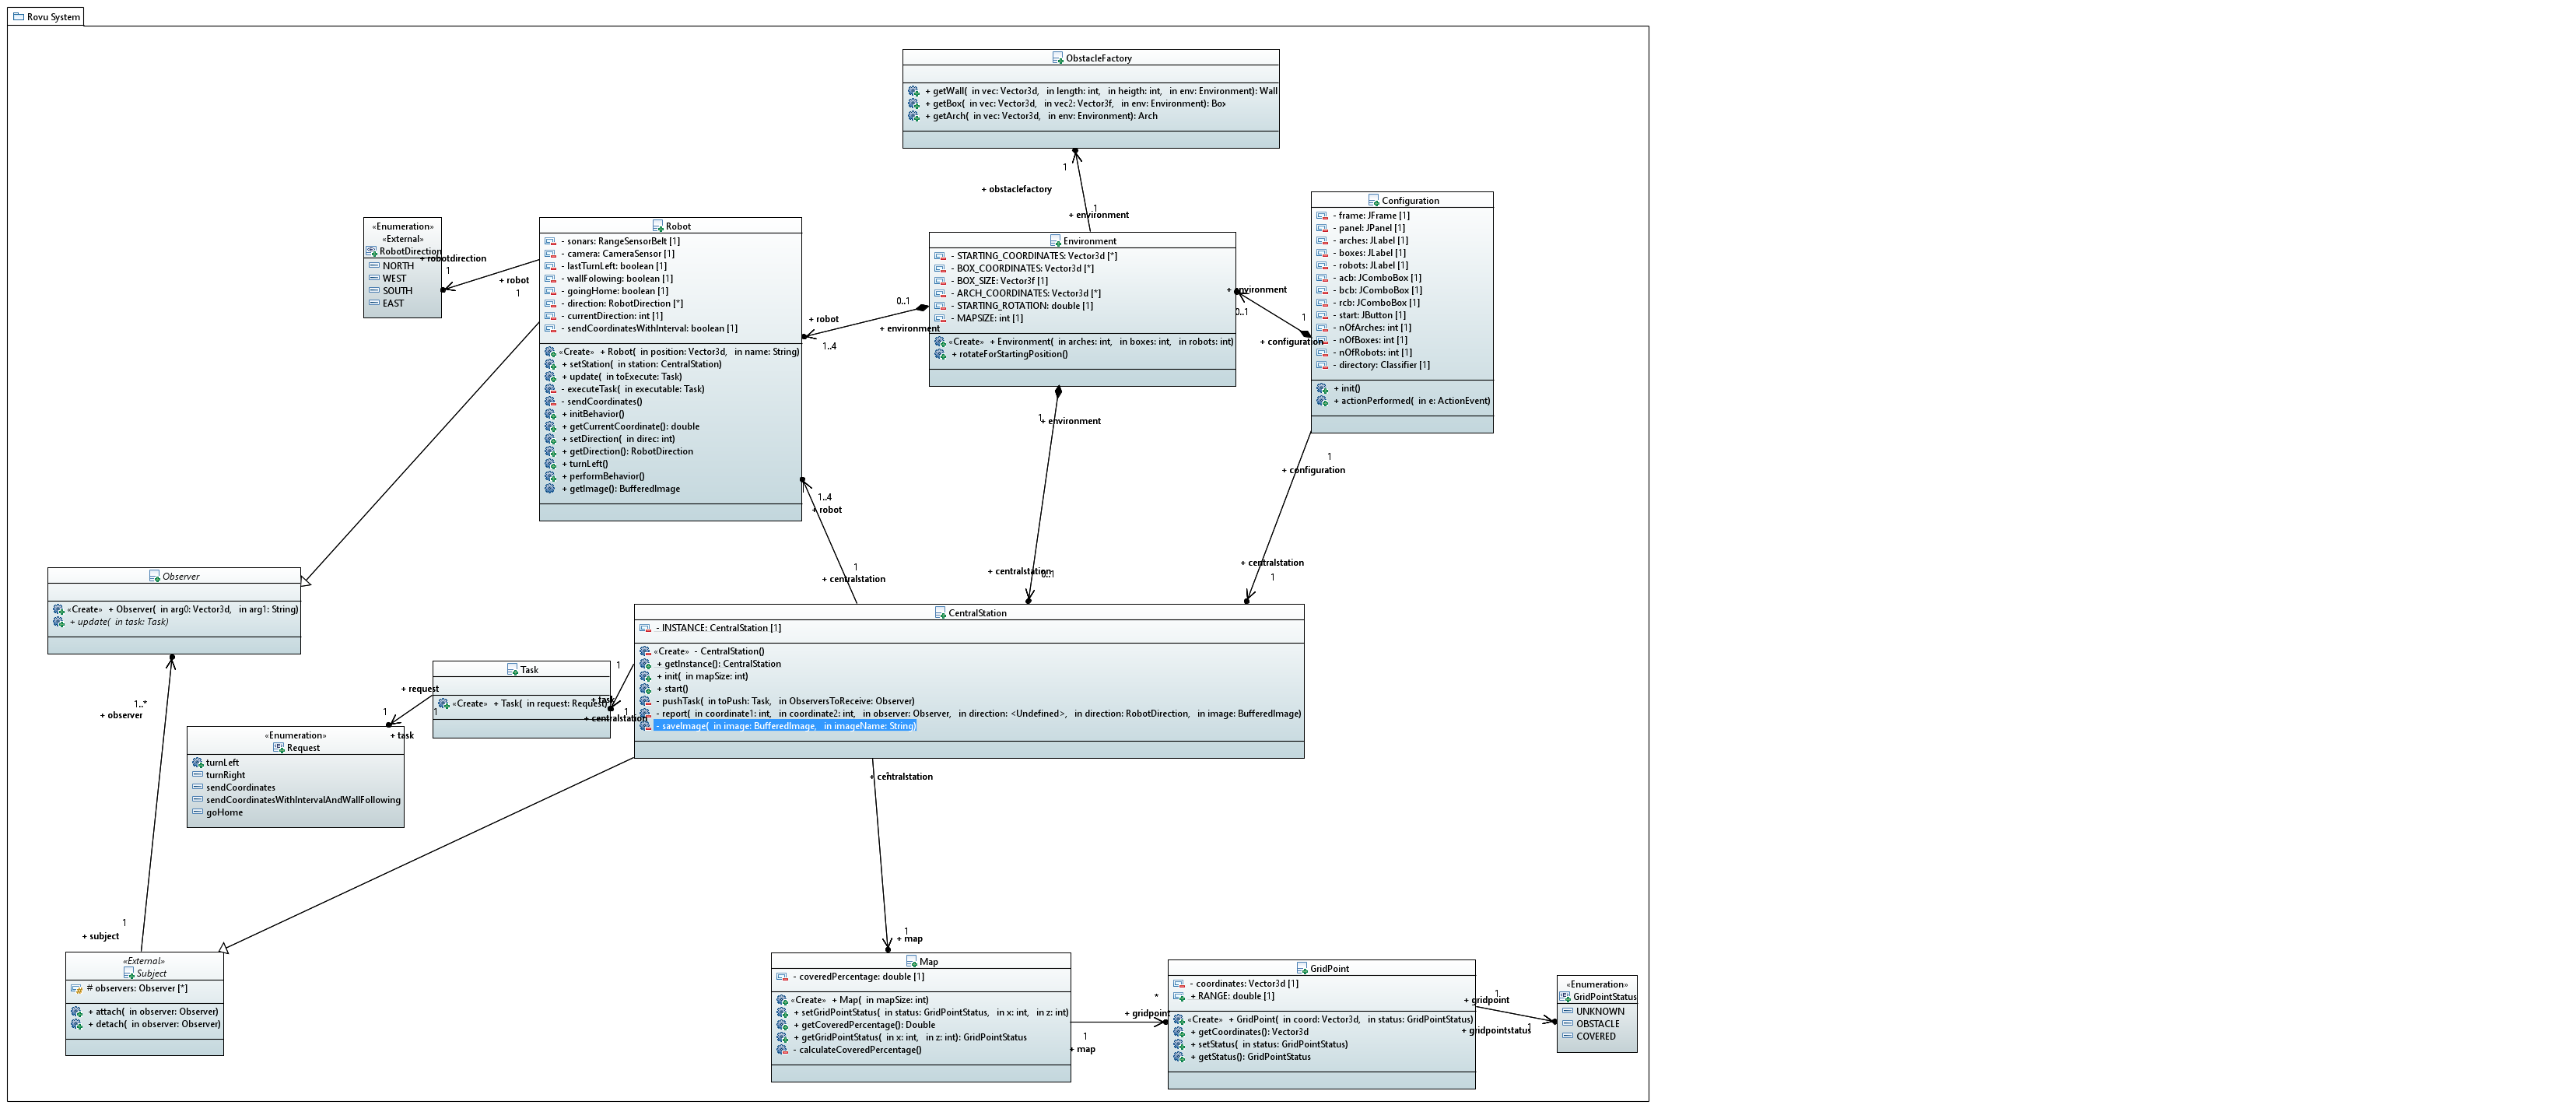 Rovu System
ObstacleFactory
+ getWall( in vec: Vector3d, in length: int, in heigth: int, in env: Environment): Wall
+ getBox( in vec: Vector3d, in vec2: Vector3f, in env: Environment): Box
+ getArch( in vec: Vector3d, in env: Environment): Arch
1
+ obstaclefactory
1
+ environment
Configuration
- frame: JFrame [1]
- panel: JPanel [1]
- arches: JLabel [1]
- boxes: JLabel [1]
- robots: JLabel [1]
- acb: JComboBox [1]
- bcb: JComboBox [1]
- rcb: JComboBox [1]
- start: JButton [1]
- nOfArches: int [1]
- nOfBoxes: int [1]
- nOfRobots: int [1]
- directory: Classifier [1]
+ init()
+ actionPerformed( in e: ActionEvent)
«Enumeration»
«External»
RobotDirection
NORTH
WEST
SOUTH
EAST
+ robotdirection
1
+ robot
1
Robot
- sonars: RangeSensorBelt [1]
- camera: CameraSensor [1]
- lastTurnLeft: boolean [1]
- wallFolowing: boolean [1]
- goingHome: boolean [1]
- direction: RobotDirection [*]
- currentDirection: int [1]
- sendCoordinatesWithInterval: boolean [1]
«Create» + Robot( in position: Vector3d, in name: String)
+ setStation( in station: CentralStation)
+ update( in toExecute: Task)
- executeTask( in executable: Task)
- sendCoordinates()
+ initBehavior()
+ getCurrentCoordinate(): double
+ setDirection( in direc: int)
+ getDirection(): RobotDirection
+ turnLeft()
+ performBehavior()
+ getImage(): BufferedImage
Environment
- STARTING_COORDINATES: Vector3d [*]
- BOX_COORDINATES: Vector3d [*]
- BOX_SIZE: Vector3f [1]
- ARCH_COORDINATES: Vector3d [*]
- STARTING_ROTATION: double [1]
- MAPSIZE: int [1]
«Create» + Environment( in arches: int, in boxes: int, in robots: int)
+ rotateForStartingPosition()
0..1
+ environment
+ robot
1..4
+ environment
0..1
1
+ configuration
1
+ environment
1
+ configuration
1..4
+ robot
1
+ centralstation
+ centralstation
0..1
+ centralstation
1
Observer
«Create» + Observer( in arg0: Vector3d, in arg1: String)
+ update( in task: Task)
CentralStation
- INSTANCE: CentralStation [1]
«Create» - CentralStation()
+ getInstance(): CentralStation
+ init( in mapSize: int)
+ start()
- pushTask( in toPush: Task, in ObserversToReceive: Observer)
- report( in coordinate1: int, in coordinate2: int, in observer: Observer, in direction: <Undefined>, in direction: RobotDirection, in image: BufferedImage)
- saveImage( in image: BufferedImage, in imageName: String)
Task
«Create» + Task( in request: Request)
1
+ task
1
+ centralstation
+ request
1
1
+ task
1..*
+ observer
«Enumeration»
Request
turnLeft
turnRight
sendCoordinates
sendCoordinatesWithIntervalAndWallFollowing
goHome
+ centralstation
1
+ subject
«External»
Subject
# observers: Observer [*]
+ attach( in observer: Observer)
+ detach( in observer: Observer)
1
+ map
Map
- coveredPercentage: double [1]
«Create» + Map( in mapSize: int)
+ setGridPointStatus( in status: GridPointStatus, in x: int, in z: int)
+ getCoveredPercentage(): Double
+ getGridPointStatus( in x: int, in z: int): GridPointStatus
- calculateCoveredPercentage()
*
+ gridpoint
1
+ map
GridPoint
- coordinates: Vector3d [1]
+ RANGE: double [1]
«Create» + GridPoint( in coord: Vector3d, in status: GridPointStatus)
+ getCoordinates(): Vector3d
+ setStatus( in status: GridPointStatus)
+ getStatus(): GridPointStatus
1
+ gridpoint
+ gridpointstatus
1
«Enumeration»
GridPointStatus
UNKNOWN
OBSTACLE
COVERED